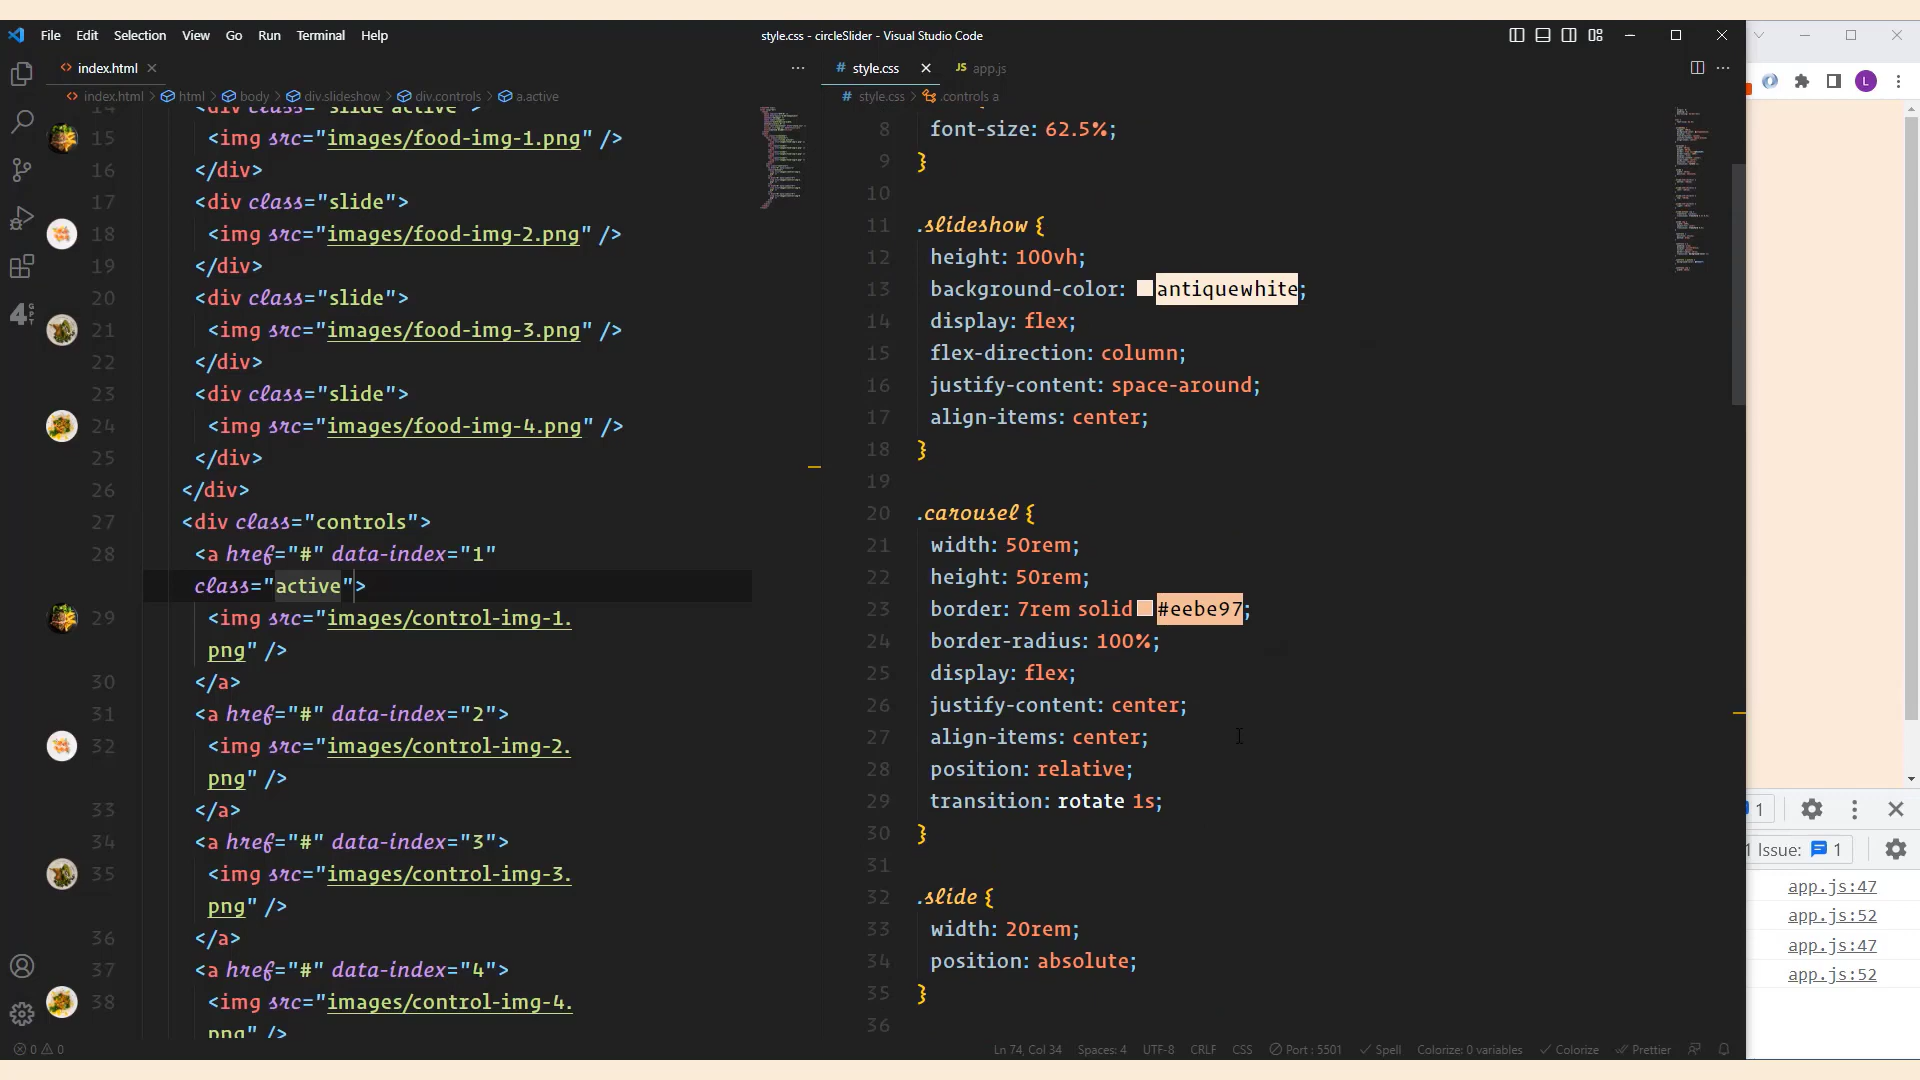 File Edit Selection View Go Run Terminal Help
style.css - circleSlider - Visual Studio Code
index.html
# style.css
JS app.js
index.html > html > body > div.slideshow > div.controls > a.active
# style.css > .controls a
15 <img src="images/food-img-1.png" />
16 </div>
17 <div class="slide">
18 <img src="images/food-img-2.png" />
19 </div>
20 <div class="slide">
21 <img src="images/food-img-3.png" />
22 </div>
23 <div class="slide">
24 <img src="images/food-img-4.png" />
25 </div>
26 </div>
27 <div class="controls">
28 <a href="#" data-index="1"
class="active">
29 <img src="images/control-img-1.
png" />
30 </a>
31 <a href="#" data-index="2">
32 <img src="images/control-img-2.
png" />
33 </a>
34 <a href="#" data-index="3">
35 <img src="images/control-img-3.
png" />
36 </a>
37 <a href="#" data-index="4">
38 <img src="images/control-img-4.
png" />
8 font-size: 62.5%;
9 }
10
11 .slideshow {
12 height: 100vh;
13 background-color: antiquewhite;
14 display: flex;
15 flex-direction: column;
16 justify-content: space-around;
17 align-items: center;
18 }
19
20 .carousel {
21 width: 50rem;
22 height: 50rem;
23 border: 7rem solid #eebe97;
24 border-radius: 100%;
25 display: flex;
26 justify-content: center;
27 align-items: center;
28 position: relative;
29 transition: rotate 1s;
30 }
31
32 .slide {
33 width: 20rem;
34 position: absolute;
35 }
36
L
1
1 Issue: 1
app.js:47
app.js:52
app.js:47
app.js:52
0 0
Ln 74, Col 34 Spaces: 4 UTF-8 CRLF CSS Port : 5501 Spell Colorize: 0 variables Colorize Prettier